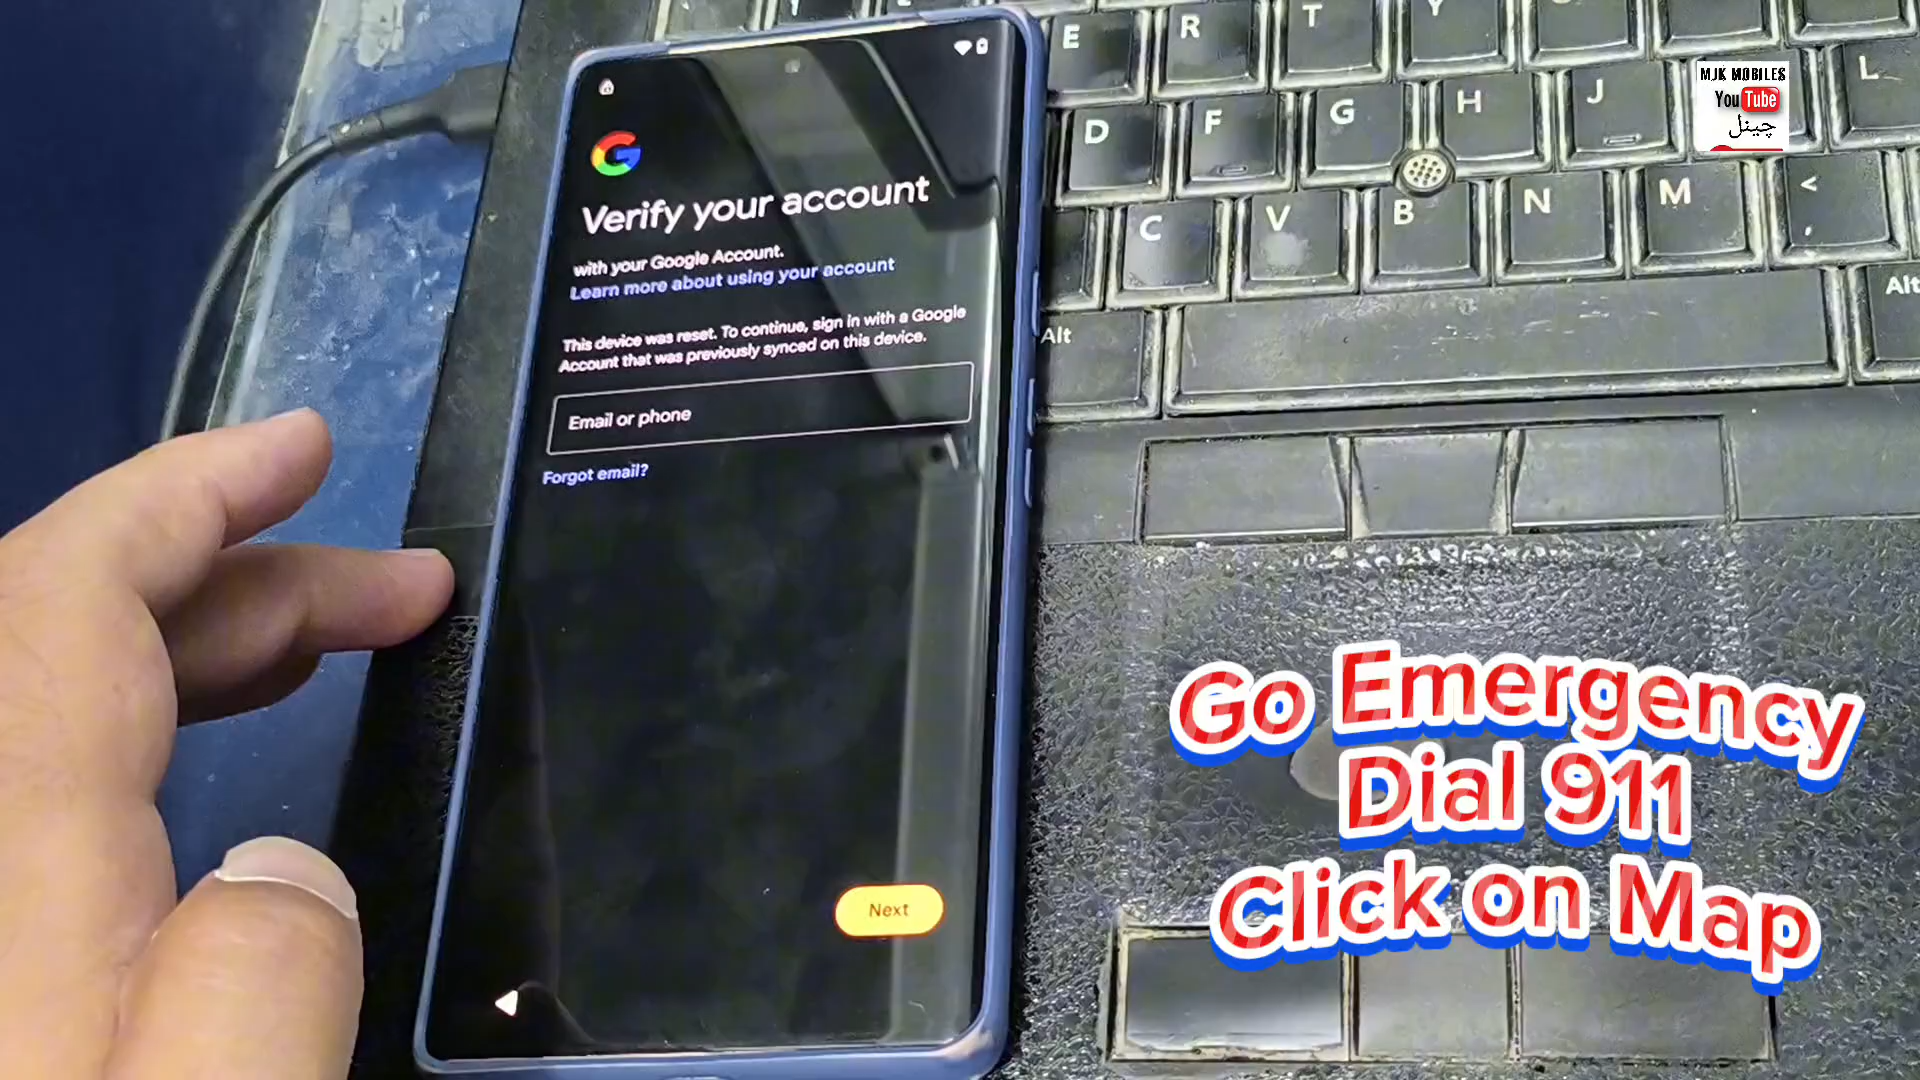 Verify your account
with your Google Account.
Learn more about using your account
This device was reset. To continue, sign in with a Google
Account that was previously synced on this device.
Email or phone
Forgot email?
Next
E R T Y
D F G H J L
C V B N M <
,
Alt
Alt
MJK MOBILES
YouTube
چینل
Go Emergency
Dial 911
Click on Map